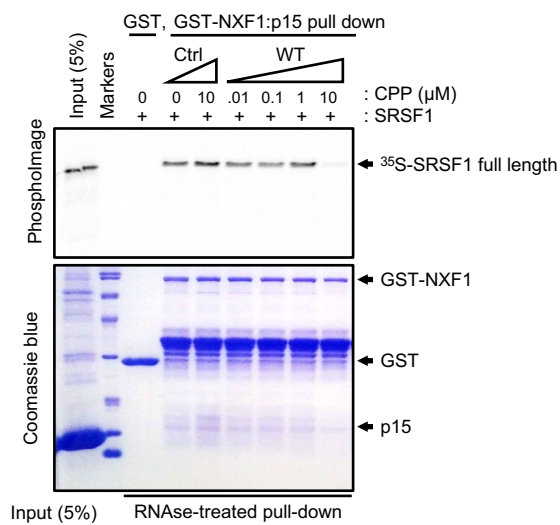 GST, GST-NXF1:p15 pull down
Input (5%)
Markers
Ctrl
WT
0 0 10 .01 0.1 1 10 : CPP (µM)
+ + + + + + + : SRSF1
PhosphoImage
³⁵S-SRSF1 full length
Coomassie blue
GST-NXF1
GST
p15
Input (5%)
RNAse-treated pull-down